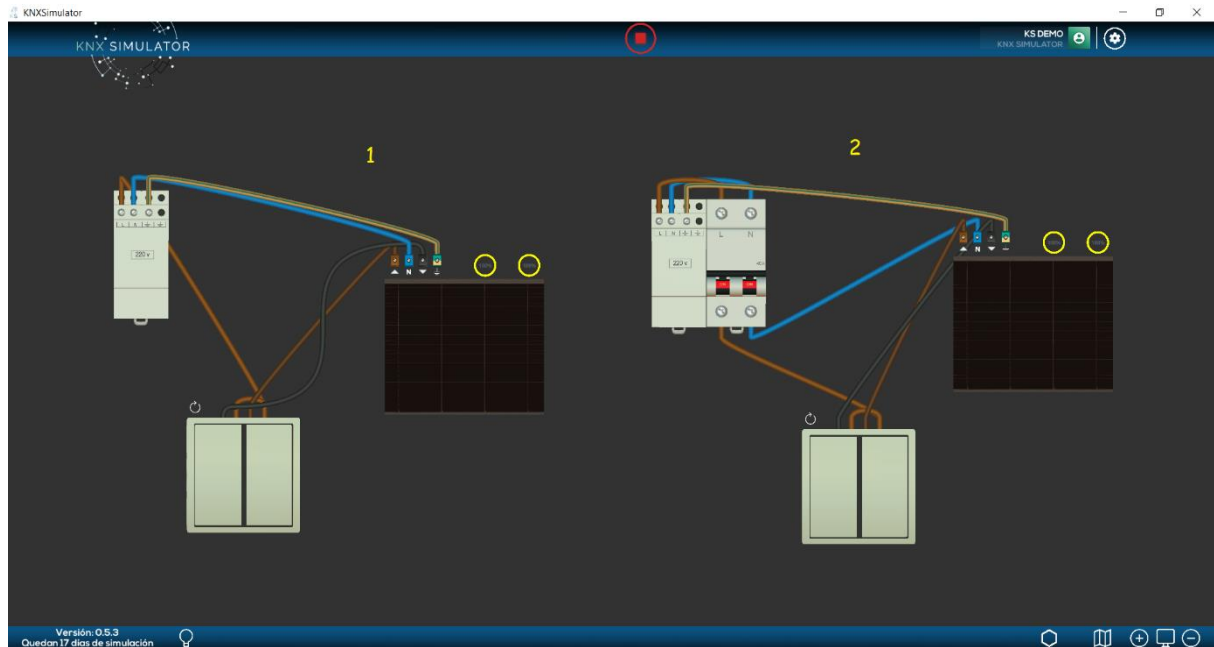 KNXSimulator
KNX SIMULATOR
KS DEMO
KNX SIMULATOR
1
2
L N
220 v
N
L N
L N
220 v
N
Versión: 0.5.3
Quedan 17 días de simulación